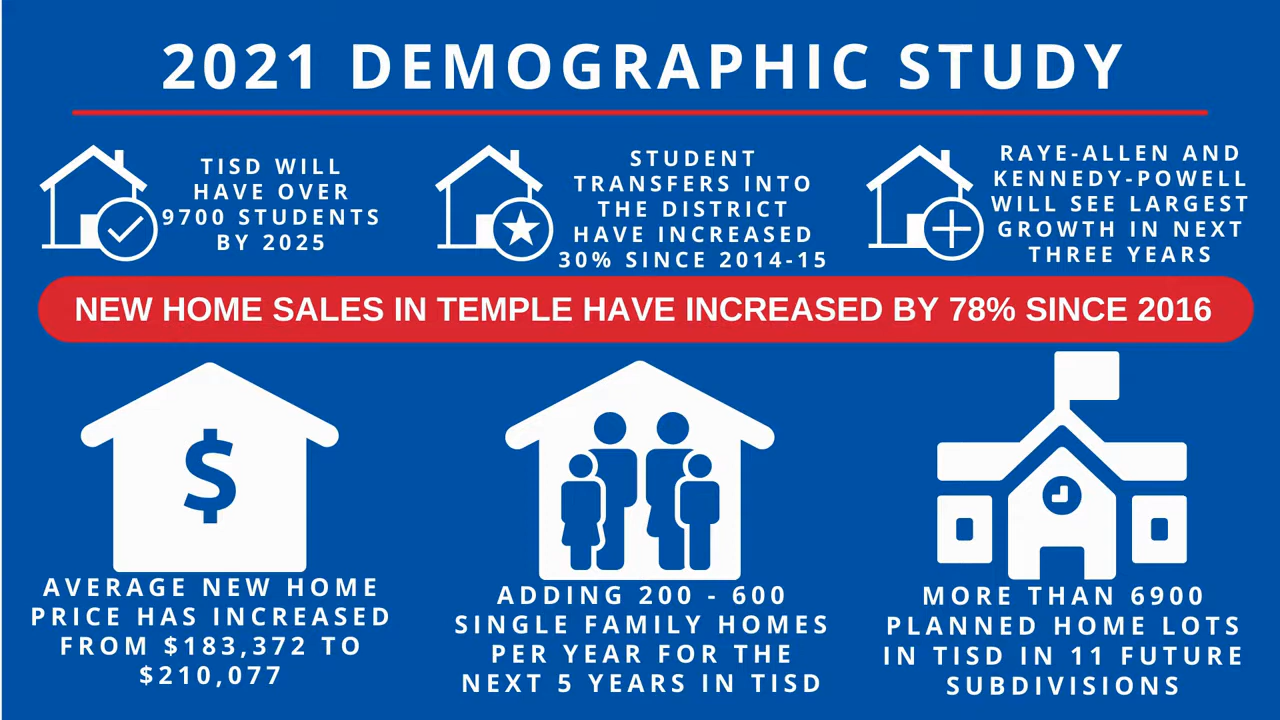 2021 DEMOGRAPHIC STUDY
TISD WILL
HAVE OVER
9700 STUDENTS
BY 2025
STUDENT
TRANSFERS INTO
THE DISTRICT
HAVE INCREASED
30% SINCE 2014-15
RAYE-ALLEN AND
KENNEDY-POWELL
WILL SEE LARGEST
GROWTH IN NEXT
THREE YEARS
NEW HOME SALES IN TEMPLE HAVE INCREASED BY 78% SINCE 2016
$
AVERAGE NEW HOME
PRICE HAS INCREASED
FROM $183,372 TO
$210,077
ADDING 200 - 600
SINGLE FAMILY HOMES
PER YEAR FOR THE
NEXT 5 YEARS IN TISD
MORE THAN 6900
PLANNED HOME LOTS
IN TISD IN 11 FUTURE
SUBDIVISIONS